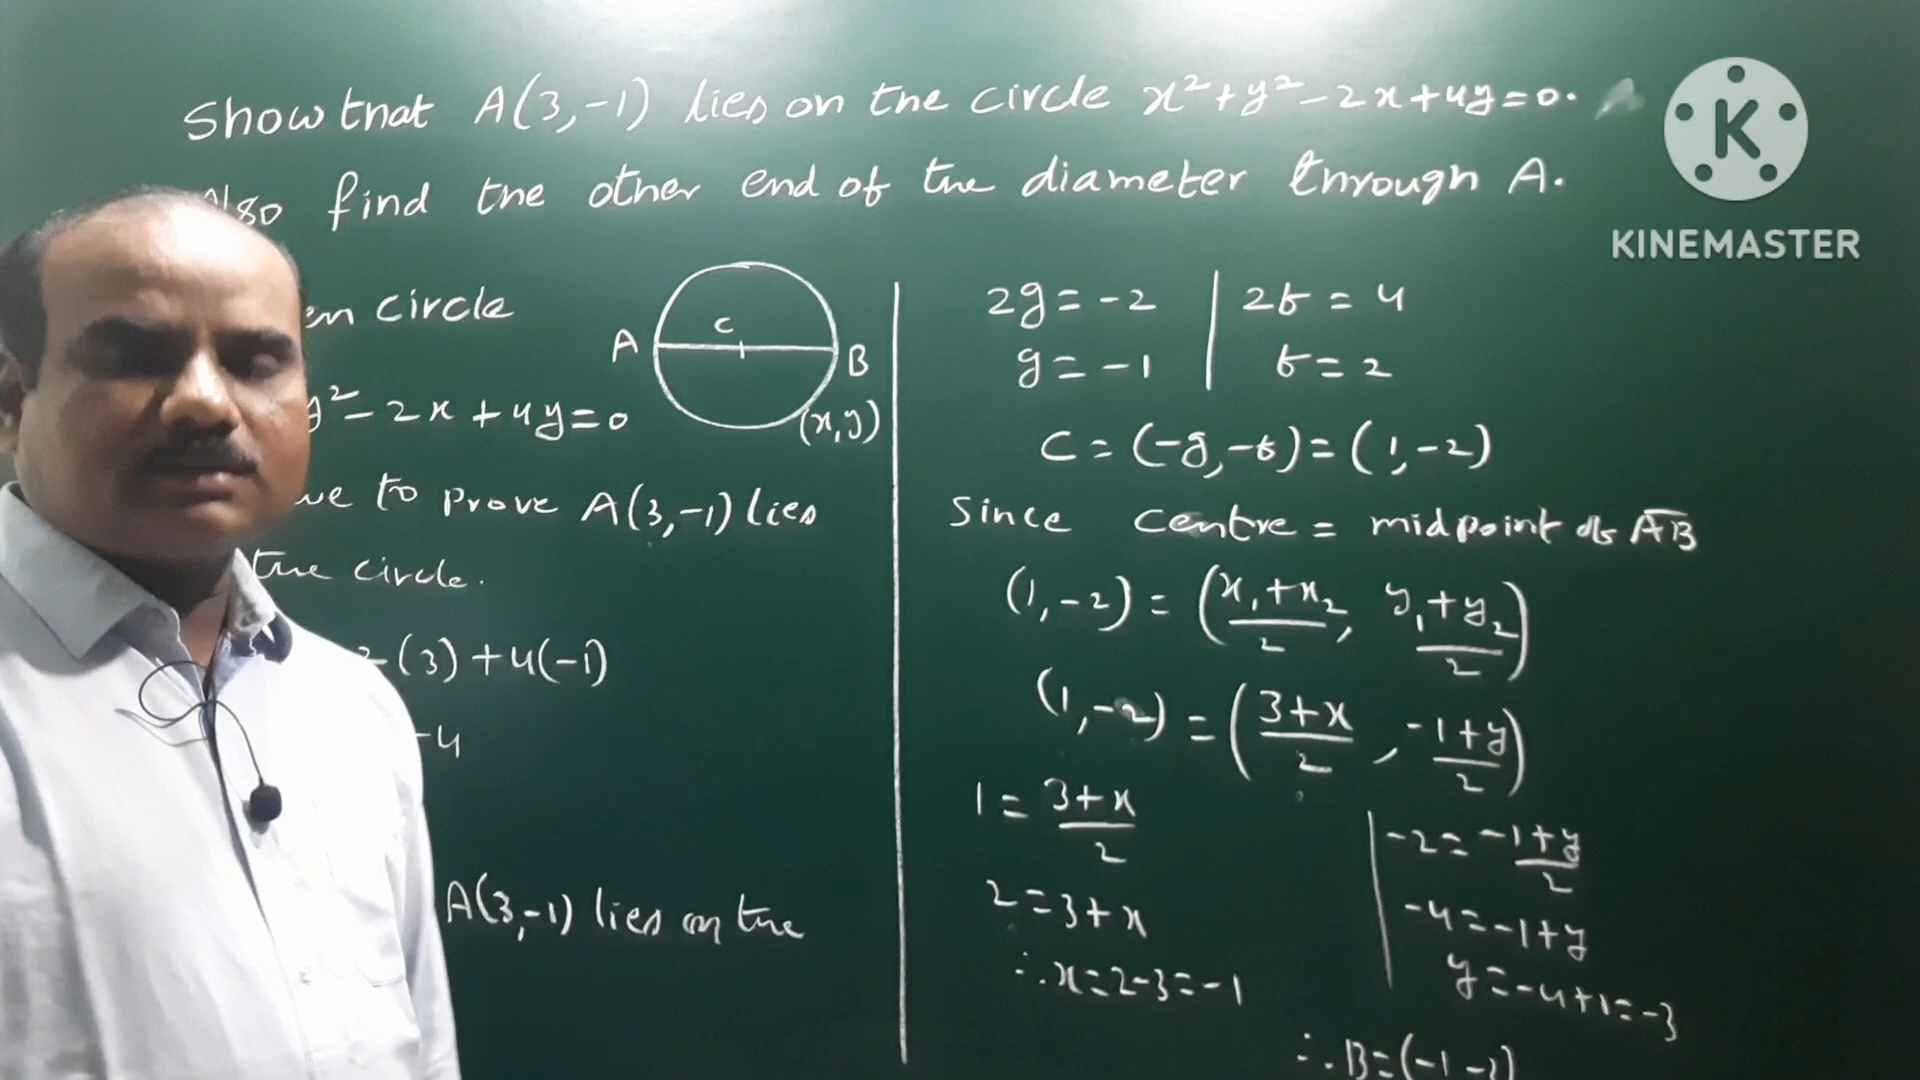 Show that A(3,-1) lies on the circle x²+y²-2x+4y=0.
Also find the other end of the diameter through A.
K
KINEMASTER
circle
A C B
(x,y)
y²-2x+4y=0
to prove A(3,-1) lies
the circle.
(3)+4(-1)
-4
A(3,-1) lies on the
2g=-2 | 2f=4
g=-1 | f=2
C=(-g,-f)=(1,-2)
Since centre = midpoint of AB
(1,-2)=(x₁+x₂/2, y₁+y₂/2)
(1,-2)=(3+x/2, -1+y/2)
1=3+x/2
2=3+x
∴x=2-3=-1
-2=-1+y/2
-4=-1+y
y=-4+1=-3
∴B=(-1